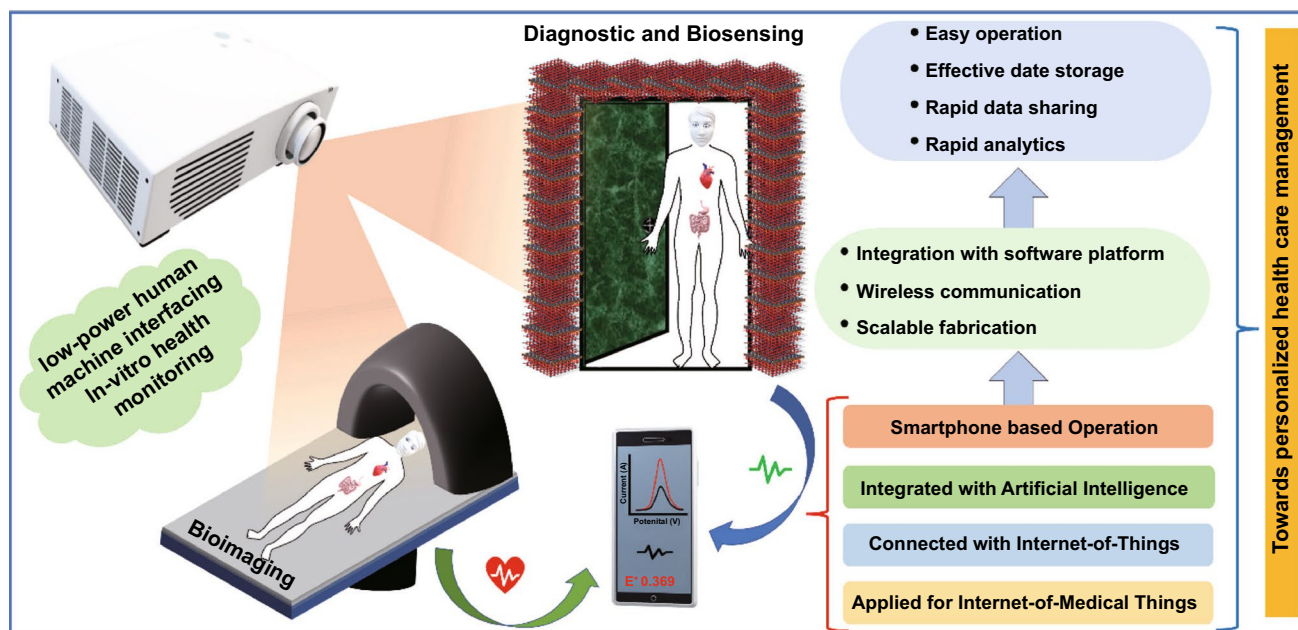 Diagnostic and Biosensing
low-power human
machine interfacing
In-vitro health
monitoring
Bioimaging
Current (A)
Potenital (V)
E" 0.369
• Easy operation
• Effective date storage
• Rapid data sharing
• Rapid analytics
• Integration with software platform
• Wireless communication
• Scalable fabrication
Smartphone based Operation
Integrated with Artificial Intelligence
Connected with Internet-of-Things
Applied for Internet-of-Medical Things
Towards personalized health care management